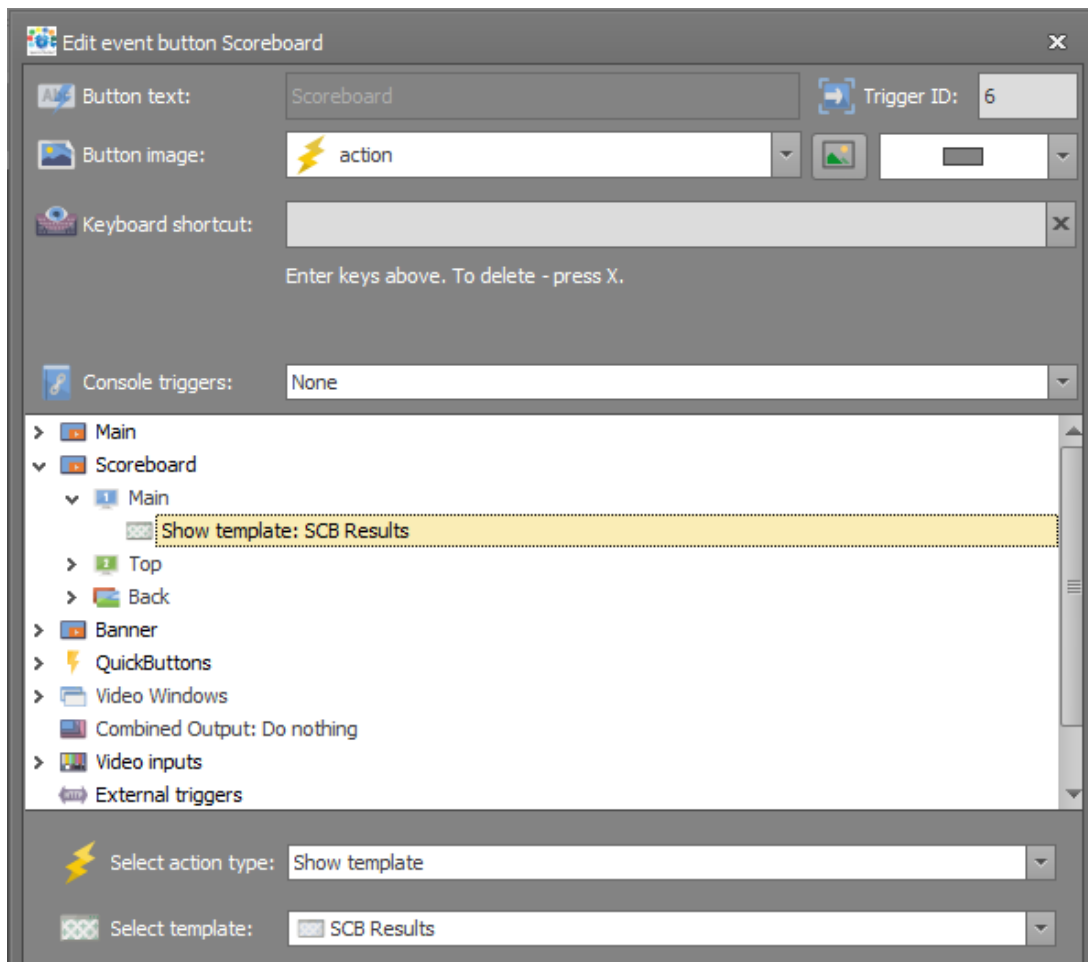 Edit event button Scoreboard
Button text: Scoreboard Trigger ID: 6
Button image: action
Keyboard shortcut:
Enter keys above. To delete - press X.
Console triggers: None
Main
Scoreboard
Main
Show template: SCB Results
Top
Back
Banner
QuickButtons
Video Windows
Combined Output: Do nothing
Video inputs
External triggers
Select action type: Show template
Select template: SCB Results